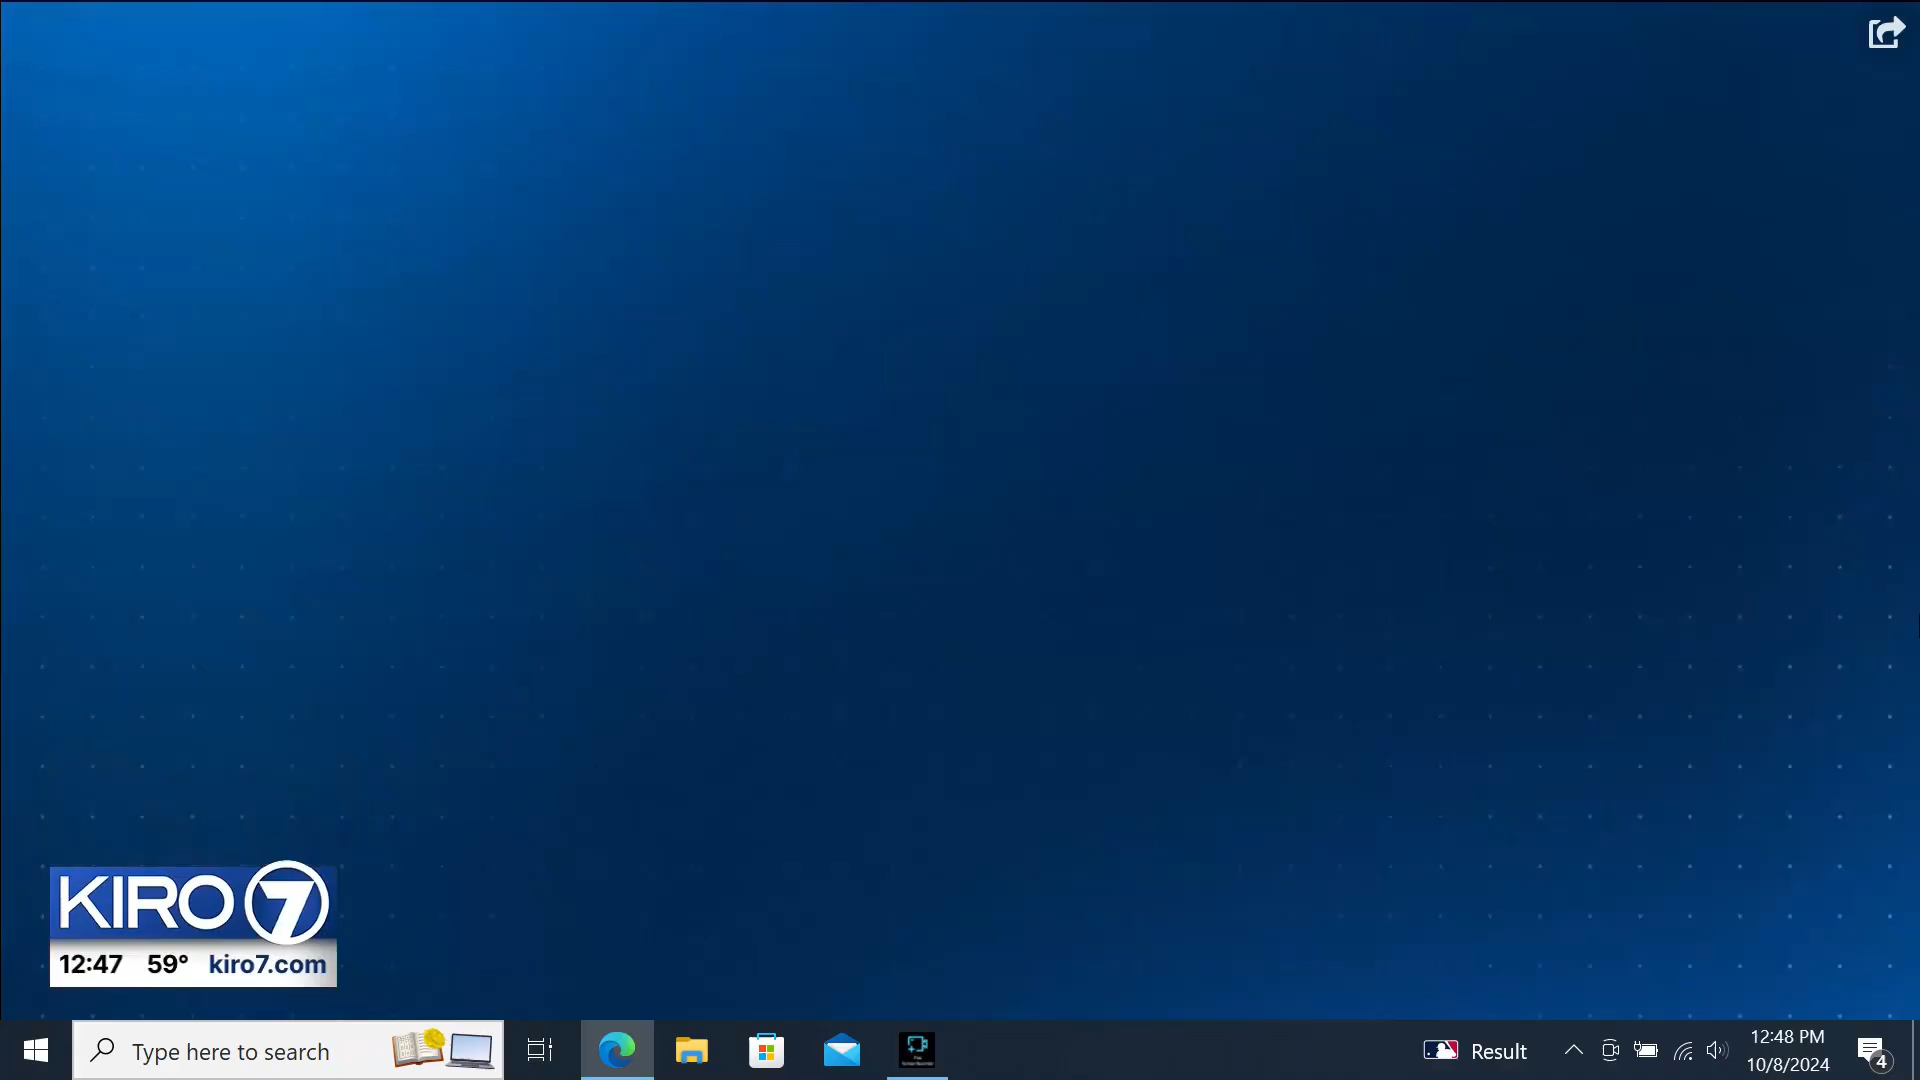 KIRO 7
12:47 59° kiro7.com
Type here to search
Result
12:48 PM
10/8/2024
4